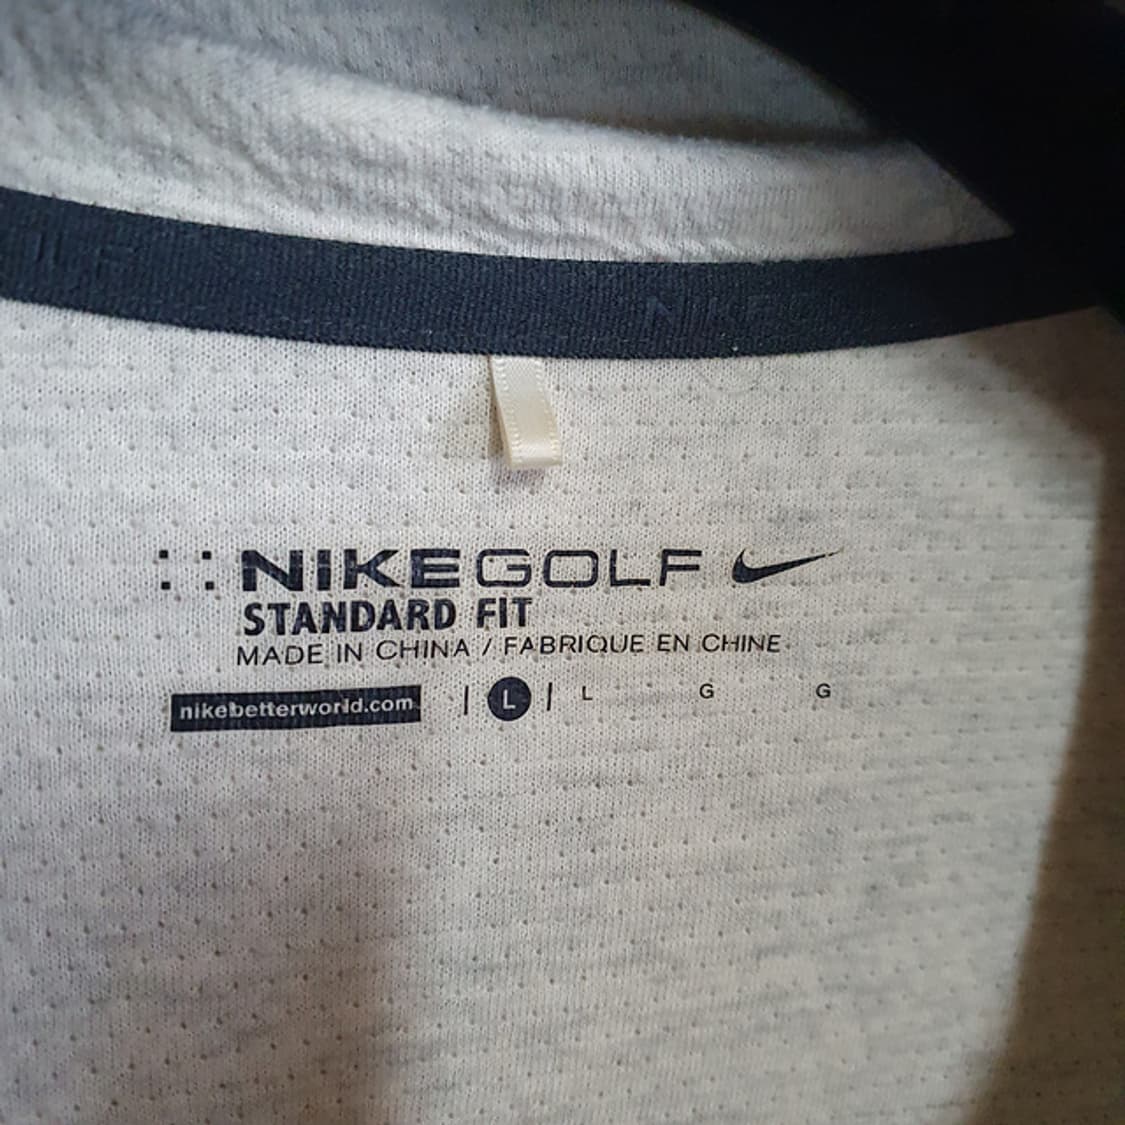 NIKEGOLF
STANDARD FIT
MADE IN CHINA / FABRIQUE EN CHINE
nikebetterworld.com | L | L G G